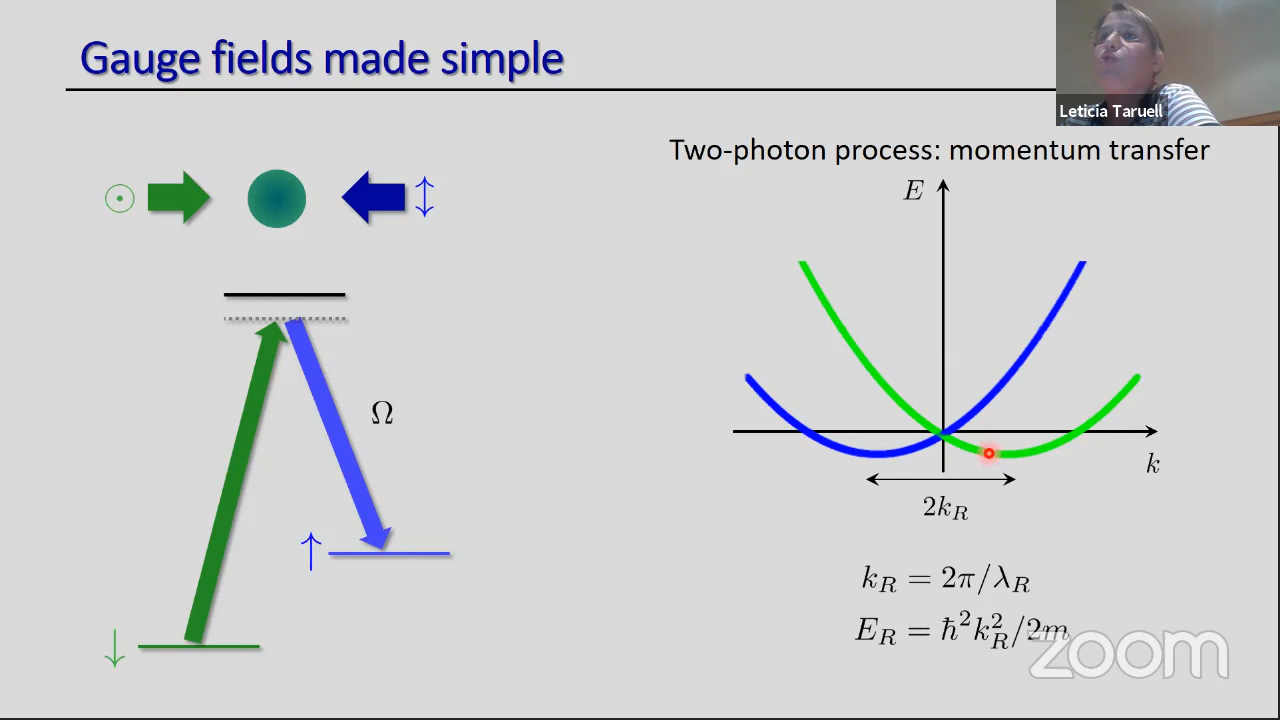 Gauge fields made simple
Leticia Taruell
Two-photon process: momentum transfer
E
k
2k_R
Ω
↑
↓
k_R = 2π/λ_R
E_R = ħ²k_R²/2m
zoom